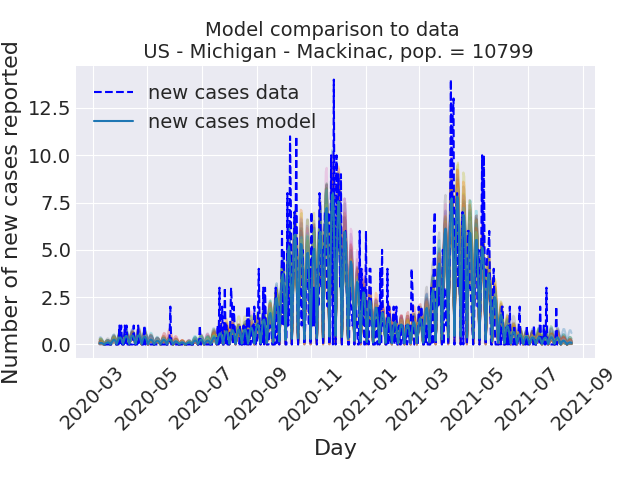 Model comparison to data
US - Michigan - Mackinac, pop. = 10799
new cases data
new cases model
Number of new cases reported
12.5
10.0
7.5
5.0
2.5
0.0
2020-03
2020-05
2020-07
2020-09
2020-11
2021-01
2021-03
2021-05
2021-07
2021-09
Day